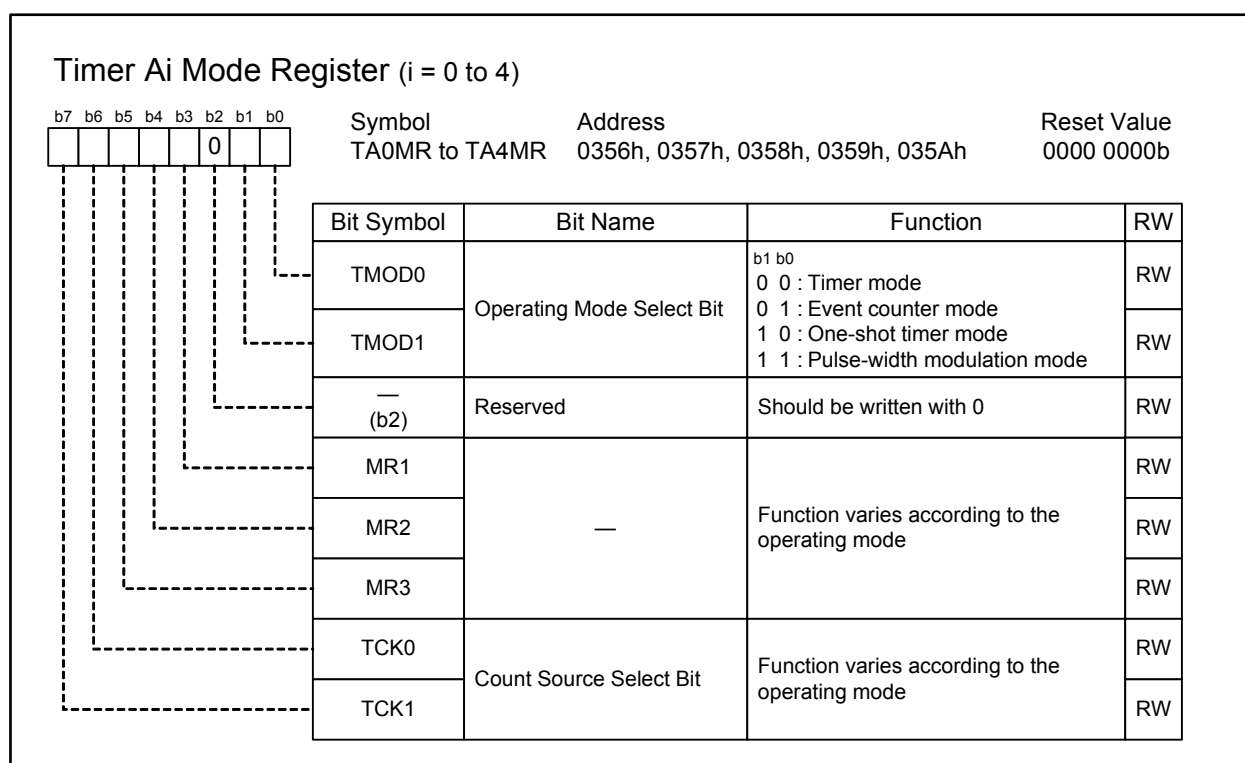 Timer Ai Mode Register (i = 0 to 4)
b7 b6 b5 b4 b3 b2 b1 b0
0
Symbol Address Reset Value
TA0MR to TA4MR 0356h, 0357h, 0358h, 0359h, 035Ah 0000 0000b
Bit Symbol Bit Name Function RW
TMOD0 RW
TMOD1 RW
Operating Mode Select Bit
b1 b0
0 0 : Timer mode
0 1 : Event counter mode
1 0 : One-shot timer mode
1 1 : Pulse-width modulation mode
—
(b2) Reserved Should be written with 0 RW
MR1 RW
MR2 — RW
MR3 RW
Function varies according to the
operating mode
TCK0 RW
TCK1 RW
Count Source Select Bit
Function varies according to the
operating mode